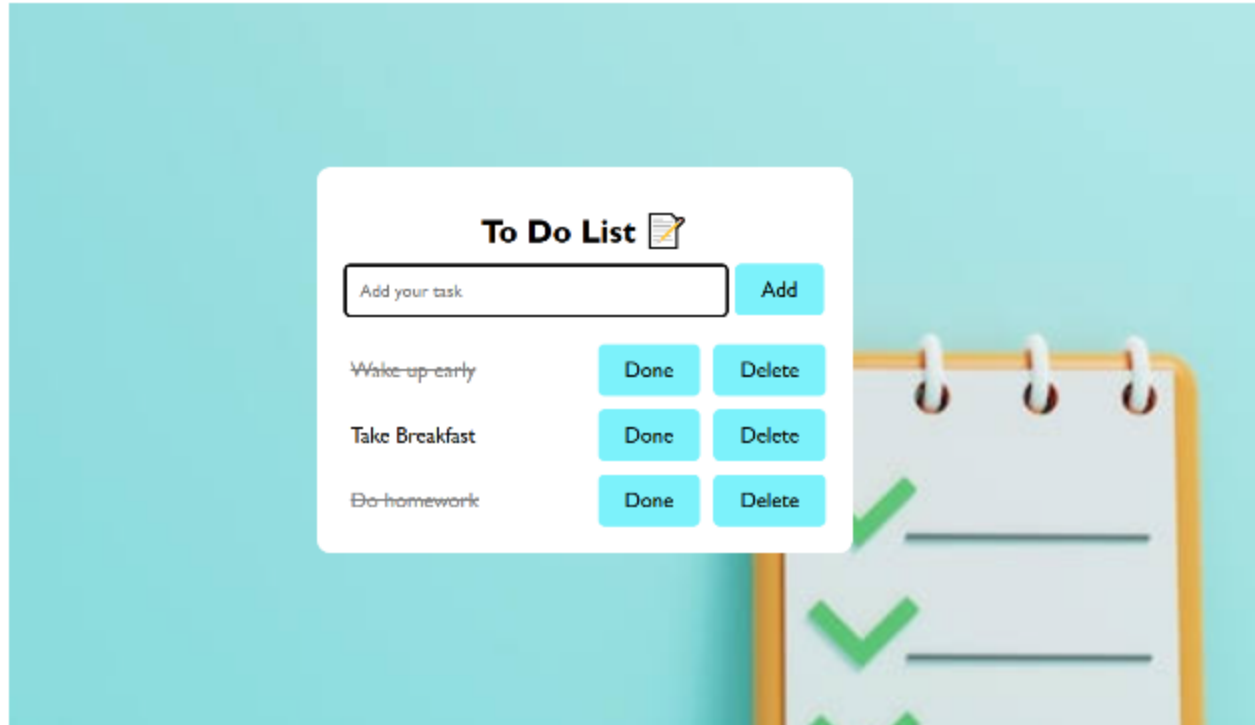 To Do List 📝
Add your task Add
Wake up early Done Delete
Take Breakfast Done Delete
Do homework Done Delete